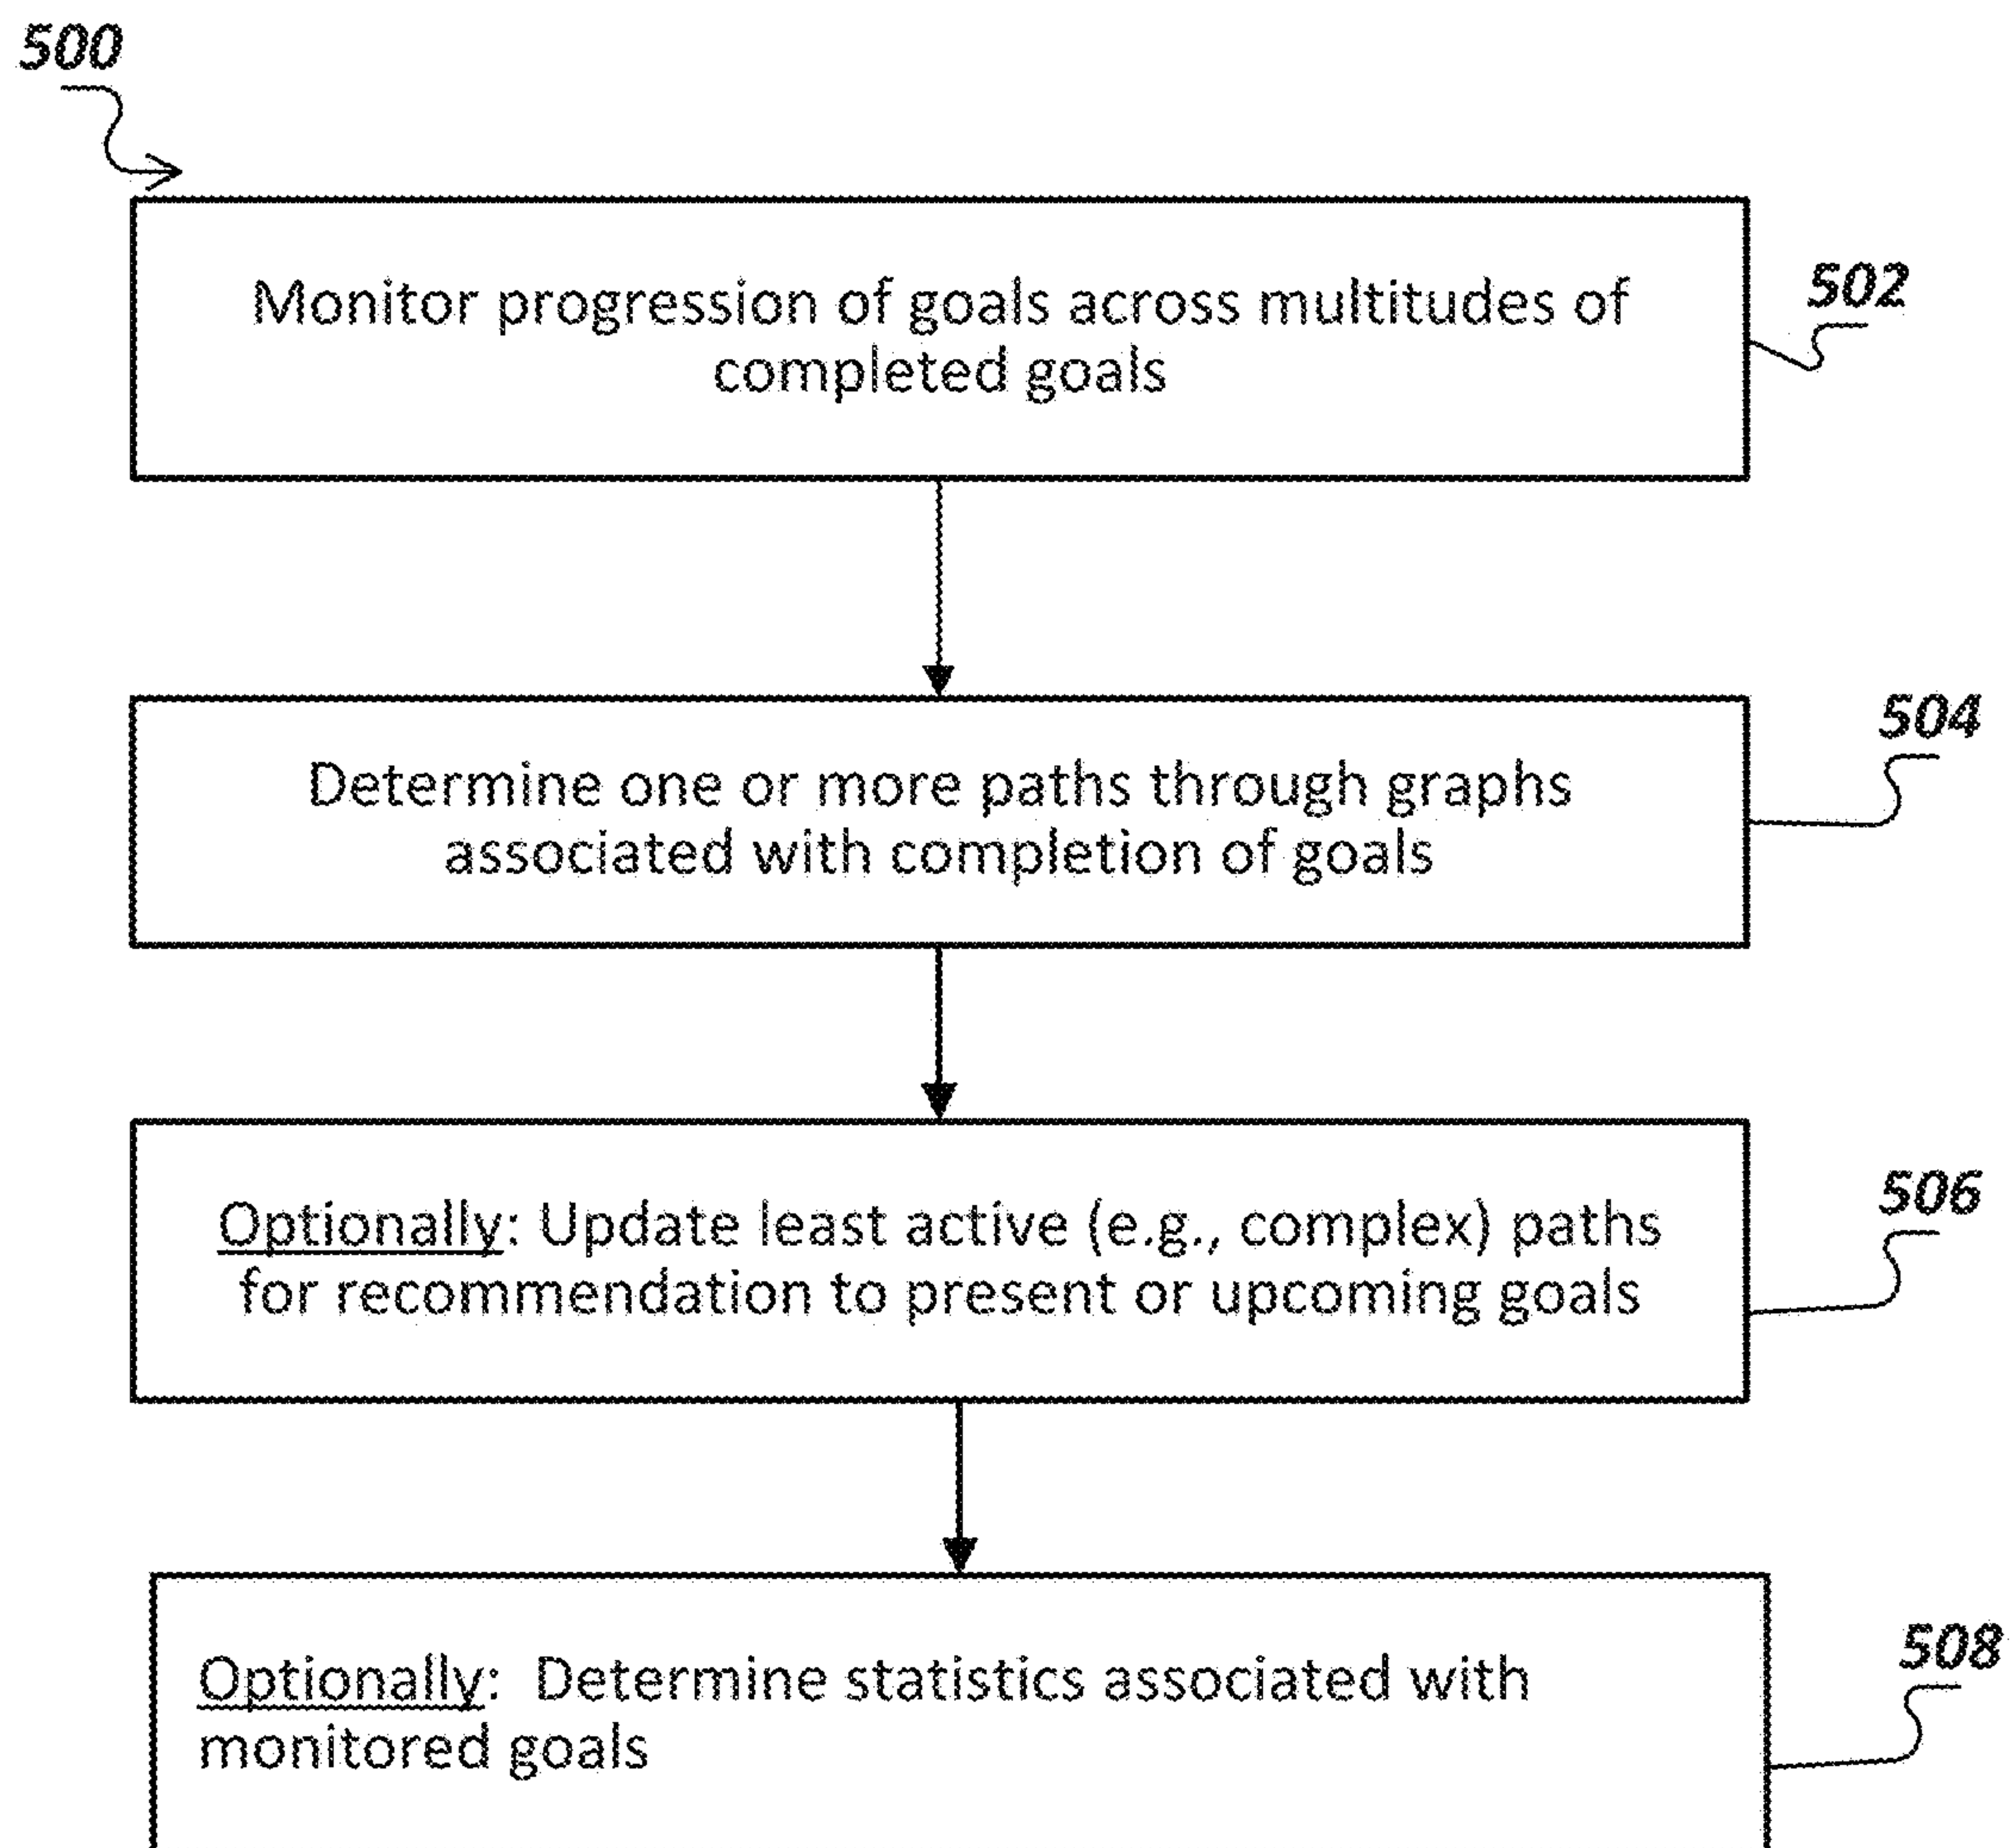 500
Monitor progression of goals across multitudes of
completed goals
502
Determine one or more paths through graphs
associated with completion of goals
504
Optionally: Update least active (e.g., complex) paths
for recommendation to present or upcoming goals
506
Optionally: Determine statistics associated with
monitored goals
508